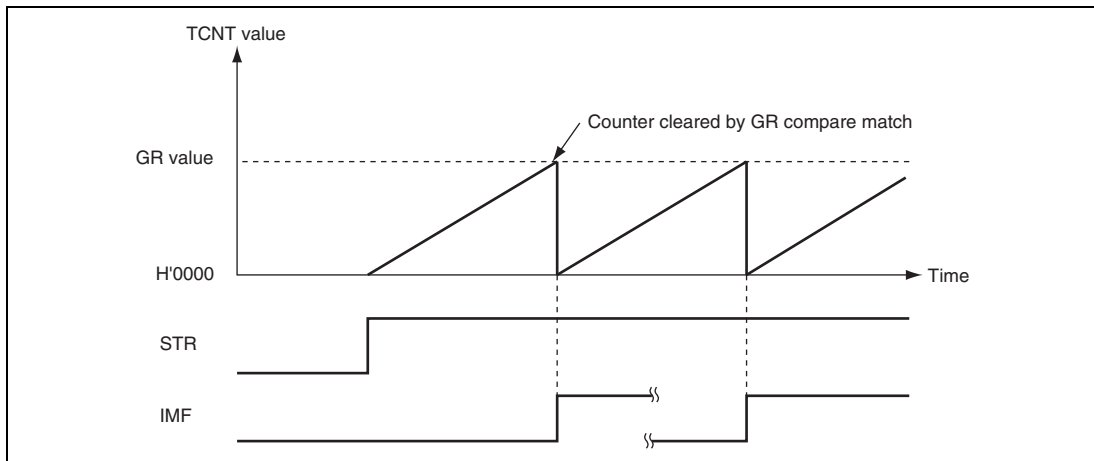 TCNT value
Counter cleared by GR compare match
GR value
H'0000
Time
STR
IMF